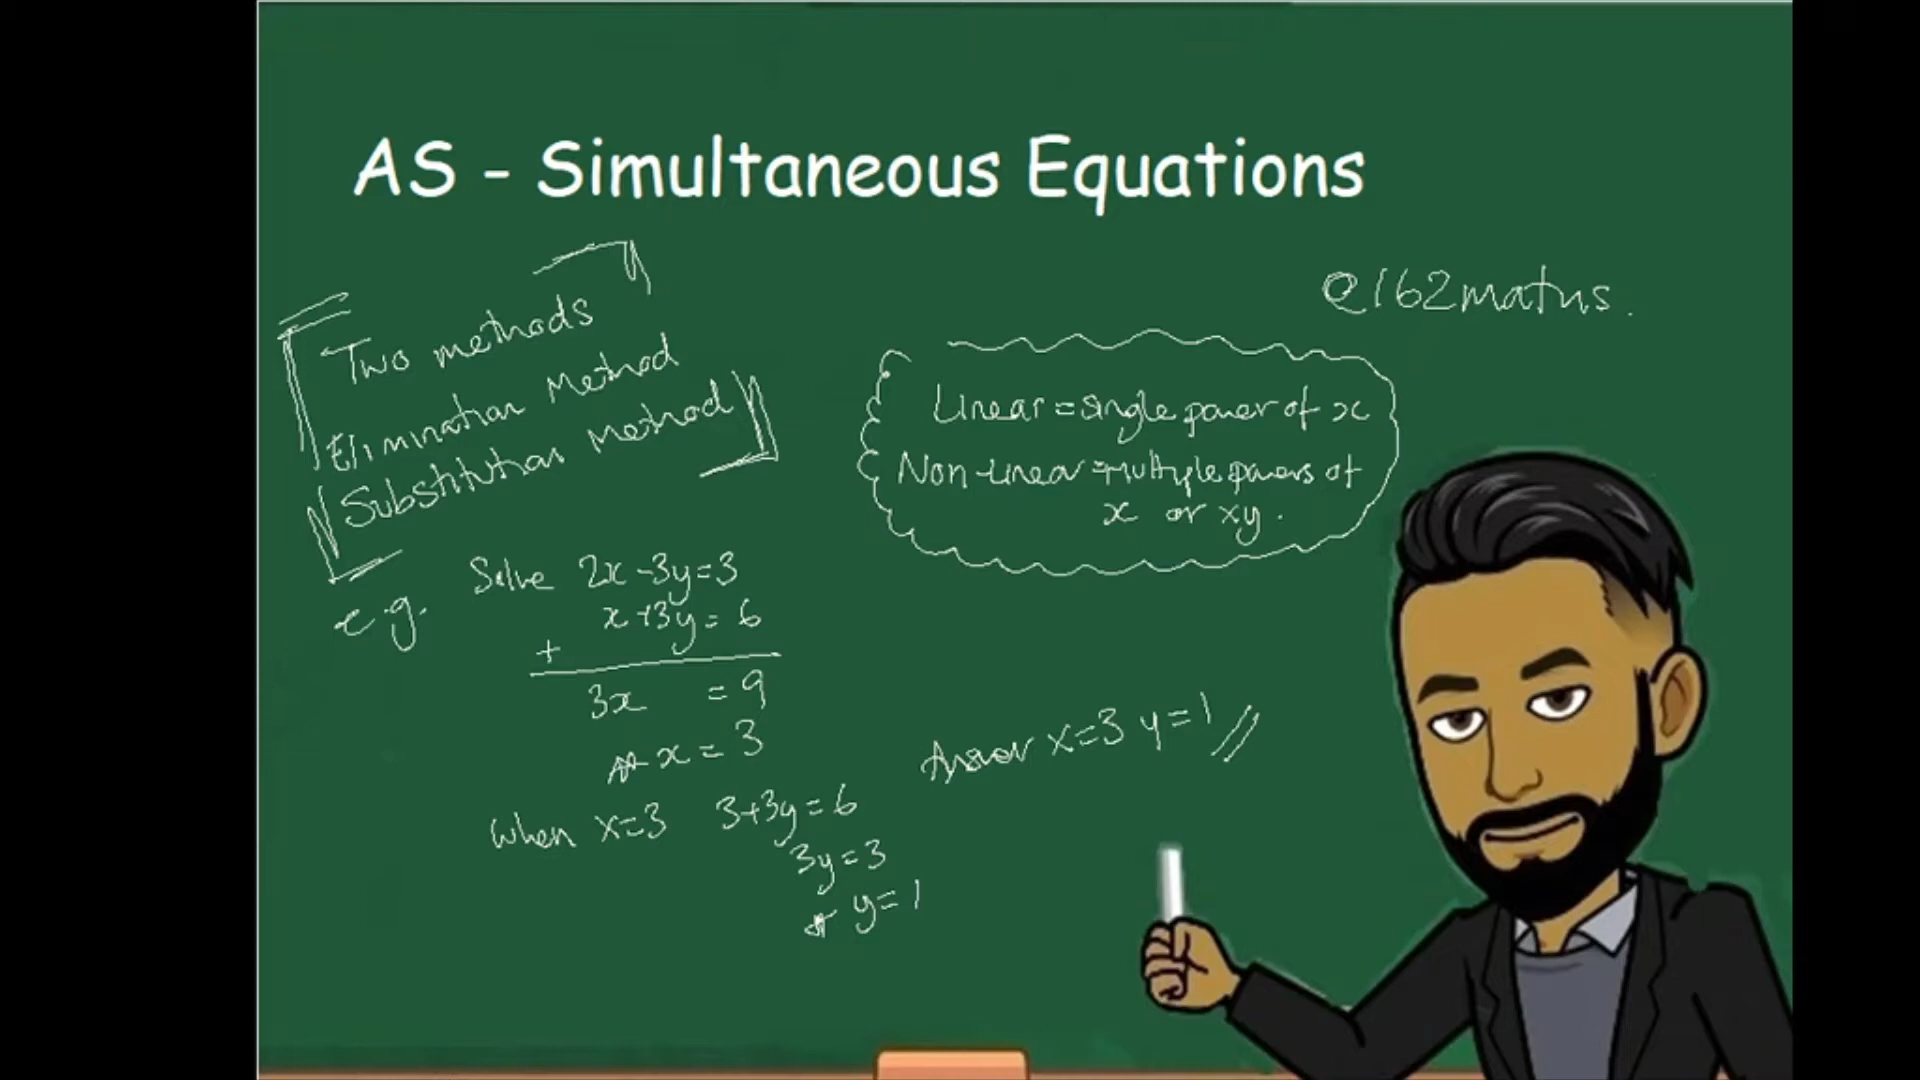 AS - Simultaneous Equations
@162maths.
Two methods
Elimination Method
Substitution Method
Linear = single power of x
Non-linear = multiple powers of
x or xy.
e.g. Solve 2x-3y=3
x+3y=6
+
3x = 9
x = 3
when x=3 3+3y=6
3y=3
y=1
Answer x=3 y=1 //